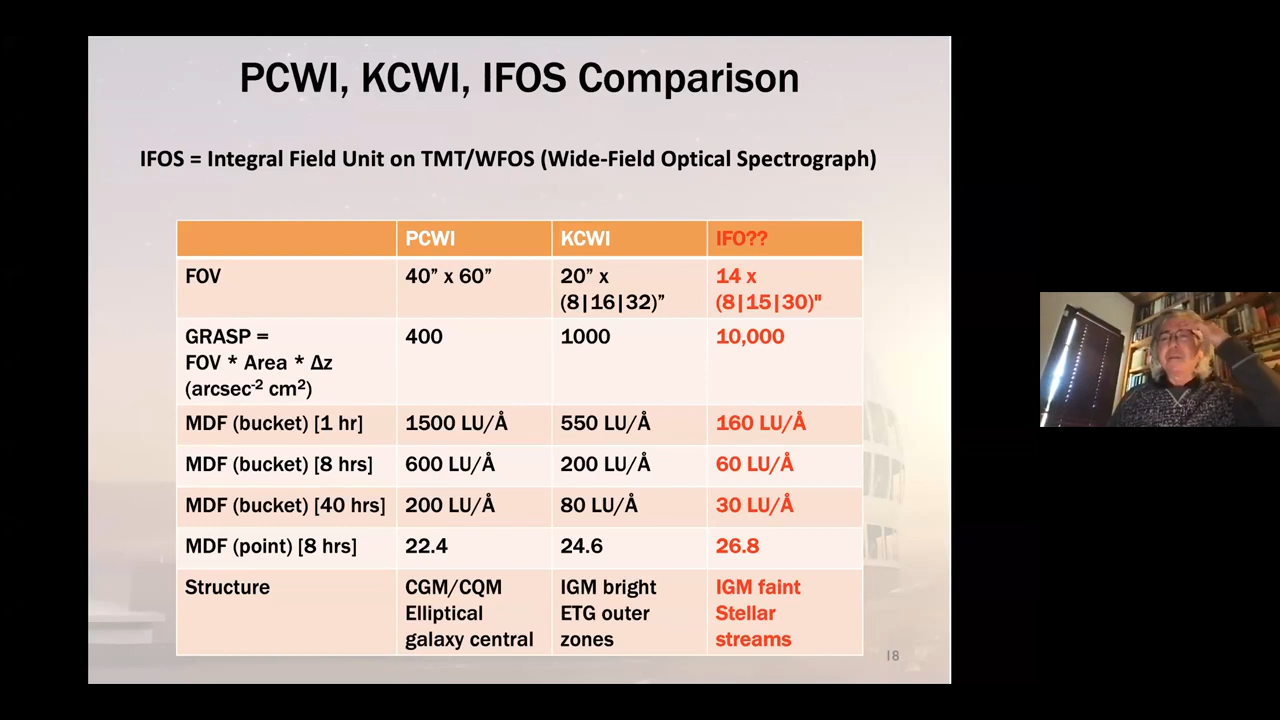 PCWI, KCWI, IFOS Comparison
IFOS = Integral Field Unit on TMT/WFOS (Wide-Field Optical Spectrograph)
PCWI KCWI IFO??
FOV 40” x 60” 20” x 14 x
(8|16|32)” (8|15|30)"
GRASP = 400 1000 10,000
FOV * Area * Δz
(arcsec-2 cm2)
MDF (bucket) [1 hr] 1500 LU/Å 550 LU/Å 160 LU/Å
MDF (bucket) [8 hrs] 600 LU/Å 200 LU/Å 60 LU/Å
MDF (bucket) [40 hrs] 200 LU/Å 80 LU/Å 30 LU/Å
MDF (point) [8 hrs] 22.4 24.6 26.8
Structure CGM/CQM IGM bright IGM faint
Elliptical ETG outer Stellar
galaxy central zones streams
18